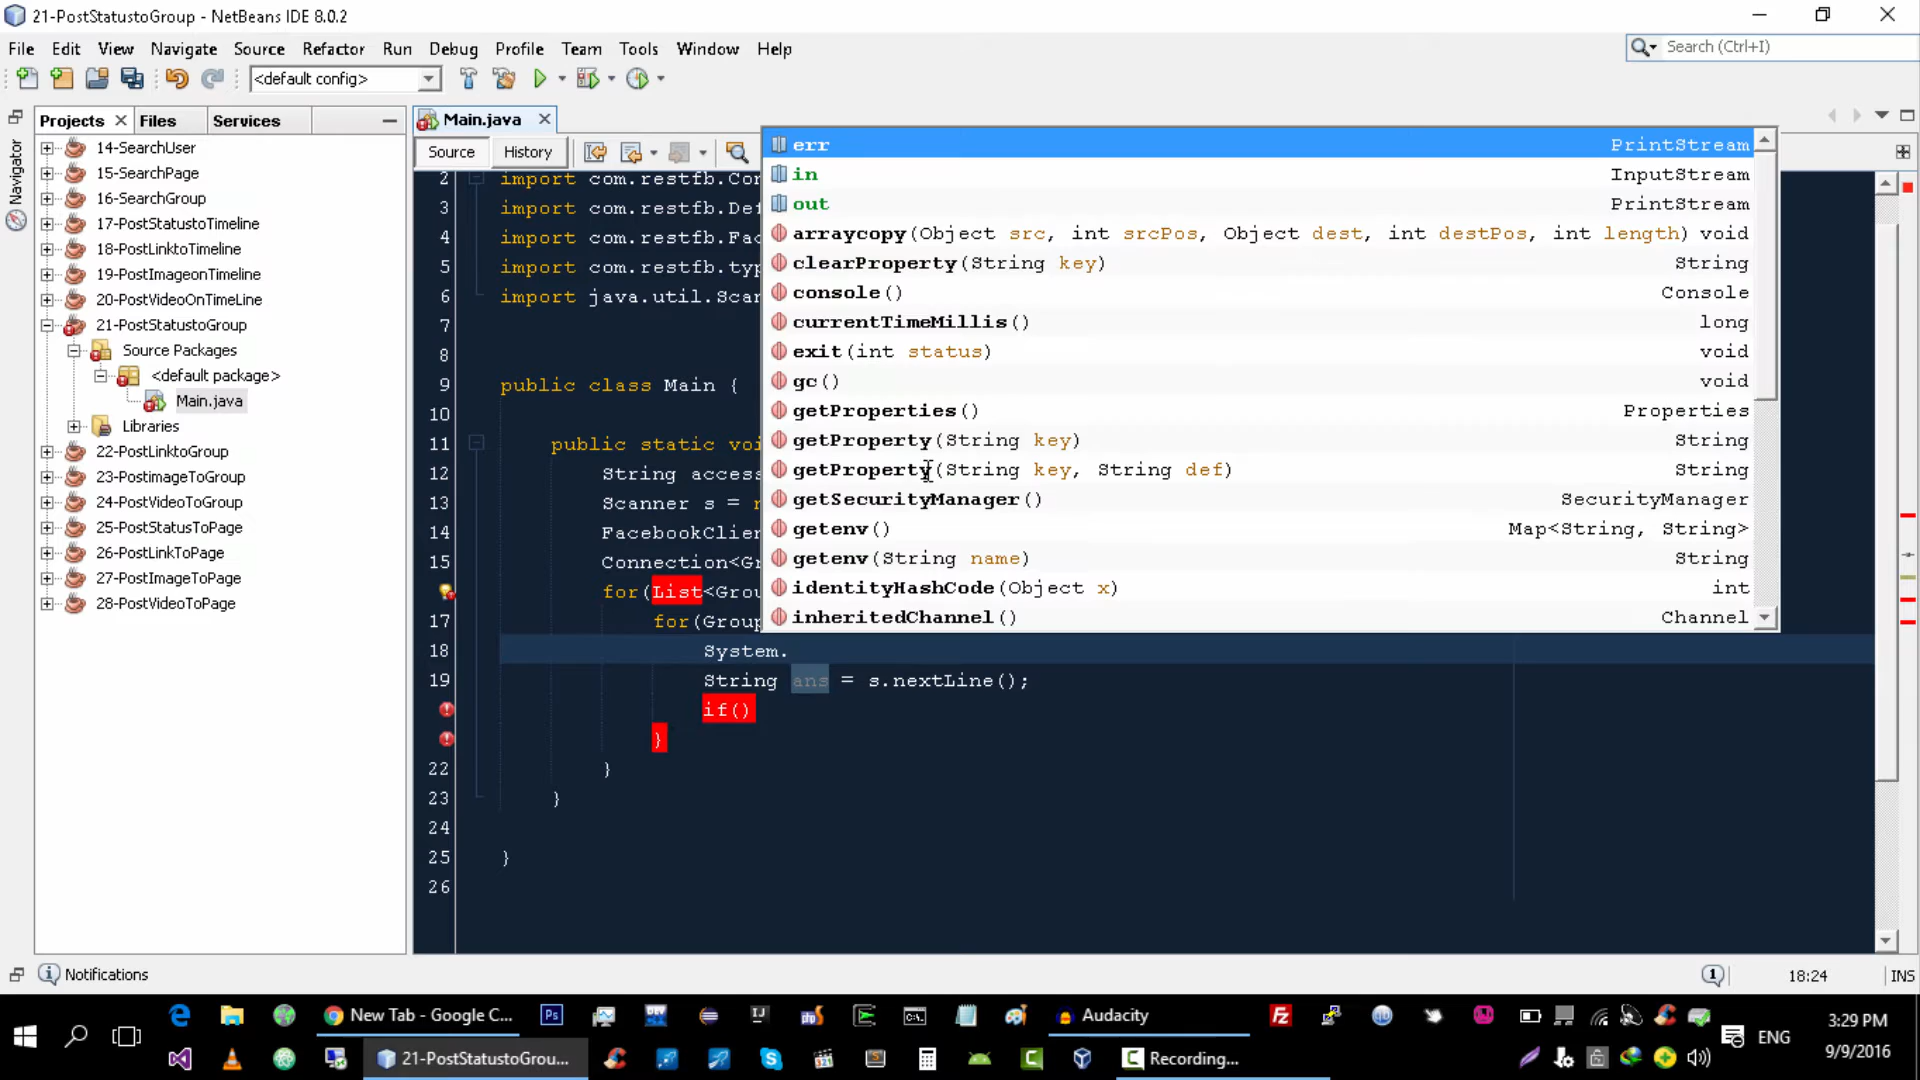 21-PostStatustoGroup - NetBeans IDE 8.0.2
File Edit View Navigate Source Refactor Run Debug Profile Team Tools Window Help
Search (Ctrl+I)
<default config>
Projects Files Services
Main.java
Navigator
Source History
14-SearchUser
15-SearchPage
16-SearchGroup
17-PostStatustoTimeline
18-PostLinktoTimeline
19-PostImageonTimeline
20-PostVideoOnTimeLine
21-PostStatustoGroup
Source Packages
<default package>
Main.java
Libraries
22-PostLinktoGroup
23-PostimageToGroup
24-PostVideoToGroup
25-PostStatusToPage
26-PostLinkToPage
27-PostImageToPage
28-PostVideoToPage
2 import com.restfb.Co
3 import com.restfb.Def
4 import com.restfb.Fac
5 import com.restfb.typ
6 import java.util.Sca
7
8
9 public class Main {
10
11 public static voi
12 String acces
13 Scanner s =
14 FacebookClie
15 Connection<G
for(List<Grou
17 for(Group
18 System.
19 String ans = s.nextLine();
if()
}
22 }
23 }
24
25 }
26
err PrintStream
in InputStream
out PrintStream
arraycopy(Object src, int srcPos, Object dest, int destPos, int length) void
clearProperty(String key) String
console() Console
currentTimeMillis() long
exit(int status) void
gc() void
getProperties() Properties
getProperty(String key) String
getProperty(String key, String def) String
getSecurityManager() SecurityManager
getenv() Map<String, String>
getenv(String name) String
identityHashCode(Object x) int
inheritedChannel() Channel
Notifications
1
18:24 INS
New Tab - Google C...
Audacity
21-PostStatustoGrou...
Recording...
ENG
3:29 PM
9/9/2016